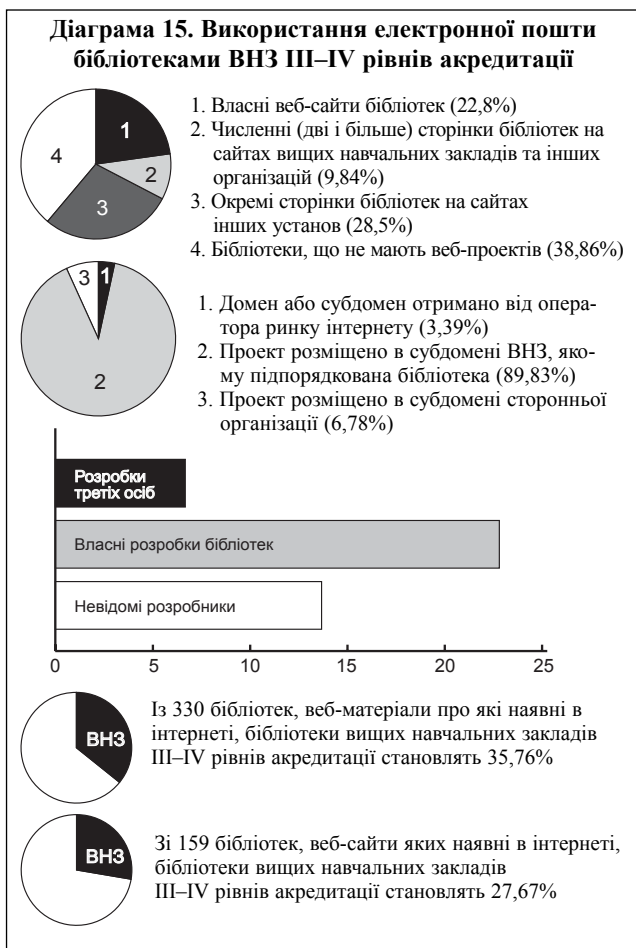 Діаграма 15. Використання електронної пошти
бібліотеками ВНЗ III–IV рівнів акредитації
1
2
3
4
1. Власні веб-сайти бібліотек (22,8%)
2. Численні (дві і більше) сторінки бібліотек на
сайтах вищих навчальних закладів та інших
організацій (9,84%)
3. Окремі сторінки бібліотек на сайтах
інших установ (28,5%)
4. Бібліотеки, що не мають веб-проектів (38,86%)
3
1
2
1. Домен або субдомен отримано від опера-
тора ринку інтернету (3,39%)
2. Проект розміщено в субдомені ВНЗ, яко-
му підпорядкована бібліотека (89,83%)
3. Проект розміщено в субдомені сторонньої
організації (6,78%)
Розробки
третіх осіб
Власні розробки бібліотек
Невідомі розробники
0 5 10 15 20 25
ВНЗ
Із 330 бібліотек, веб-матеріали про які наявні в
інтернеті, бібліотеки вищих навчальних закладів
III–IV рівнів акредитації становлять 35,76%
ВНЗ
Зі 159 бібліотек, веб-сайти яких наявні в інтернеті,
бібліотеки вищих навчальних закладів
III–IV рівнів акредитації становлять 27,67%